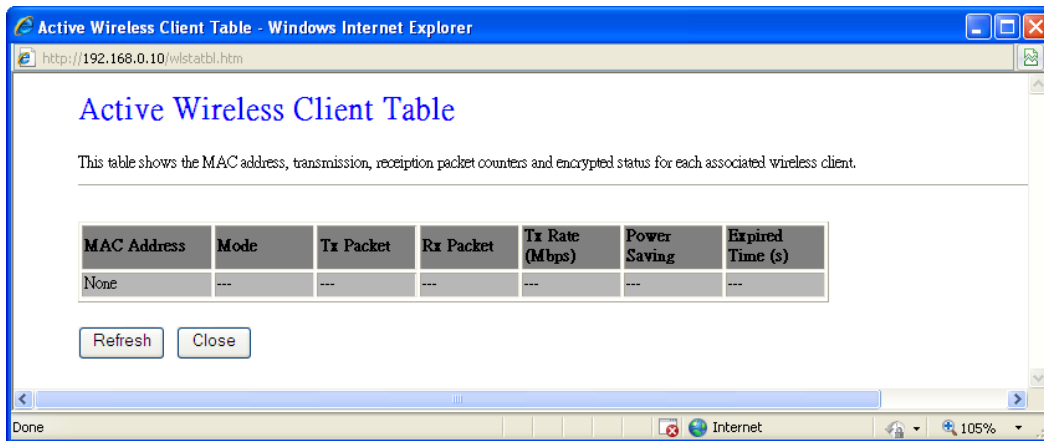 Active Wireless Client Table - Windows Internet Explorer
http://192.168.0.10/wlstatbl.htm
Active Wireless Client Table
This table shows the MAC address, transmission, receiption packet counters and encrypted status for each associated wireless client.
MAC Address Mode Tx Packet Rx Packet Tx Rate (Mbps) Power Saving Expired Time (s)
None --- --- --- --- --- ---
Refresh Close
Done Internet 105%